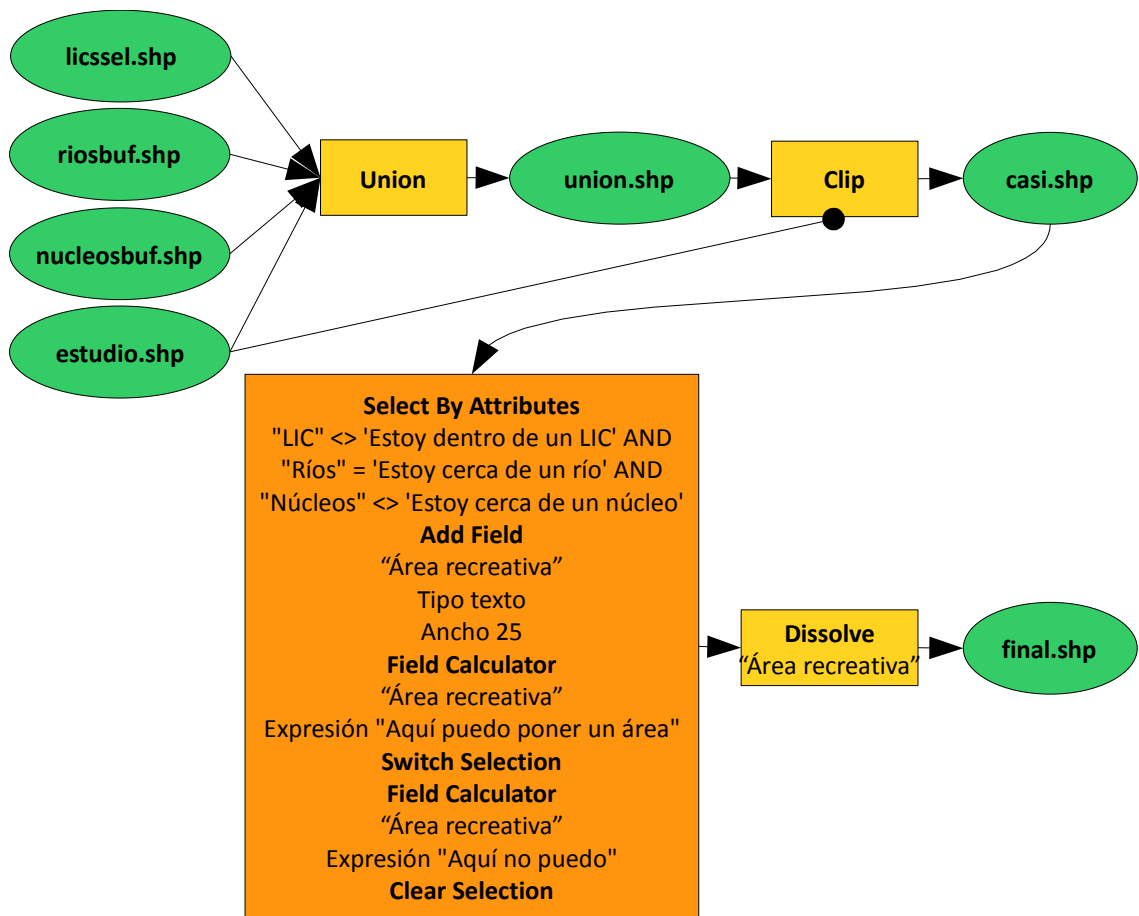 licssel.shp
riosbuf.shp
nucleosbuf.shp
estudio.shp
Union
union.shp
Clip
casi.shp
Select By Attributes
"LIC" <> 'Estoy dentro de un LIC' AND
"Ríos" = 'Estoy cerca de un río' AND
"Núcleos" <> 'Estoy cerca de un núcleo'
Add Field
“Área recreativa”
Tipo texto
Ancho 25
Field Calculator
“Área recreativa”
Expresión "Aquí puedo poner un área"
Switch Selection
Field Calculator
“Área recreativa”
Expresión "Aquí no puedo"
Clear Selection
Dissolve
“Área recreativa”
final.shp